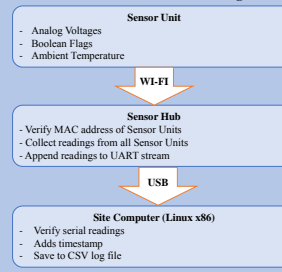 Sensor Unit
- Analog Voltages
- Boolean Flags
- Ambient Temperature
WI-FI
Sensor Hub
- Verify MAC address of Sensor Units
- Collect readings from all Sensor Units
- Append readings to UART stream
USB
Site Computer (Linux x86)
- Verify serial readings
- Adds timestamp
- Save to CSV log file